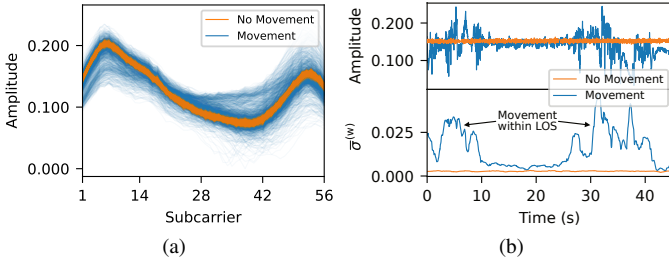 No Movement
Movement
0.200
0.100
0.000
Amplitude
1
14
28
42
56
Subcarrier
(a)
0.200
0.100
Amplitude
No Movement
Movement
Movement
within LOS
0.025
0.000
σ̅(w)
0
10
20
30
40
Time (s)
(b)